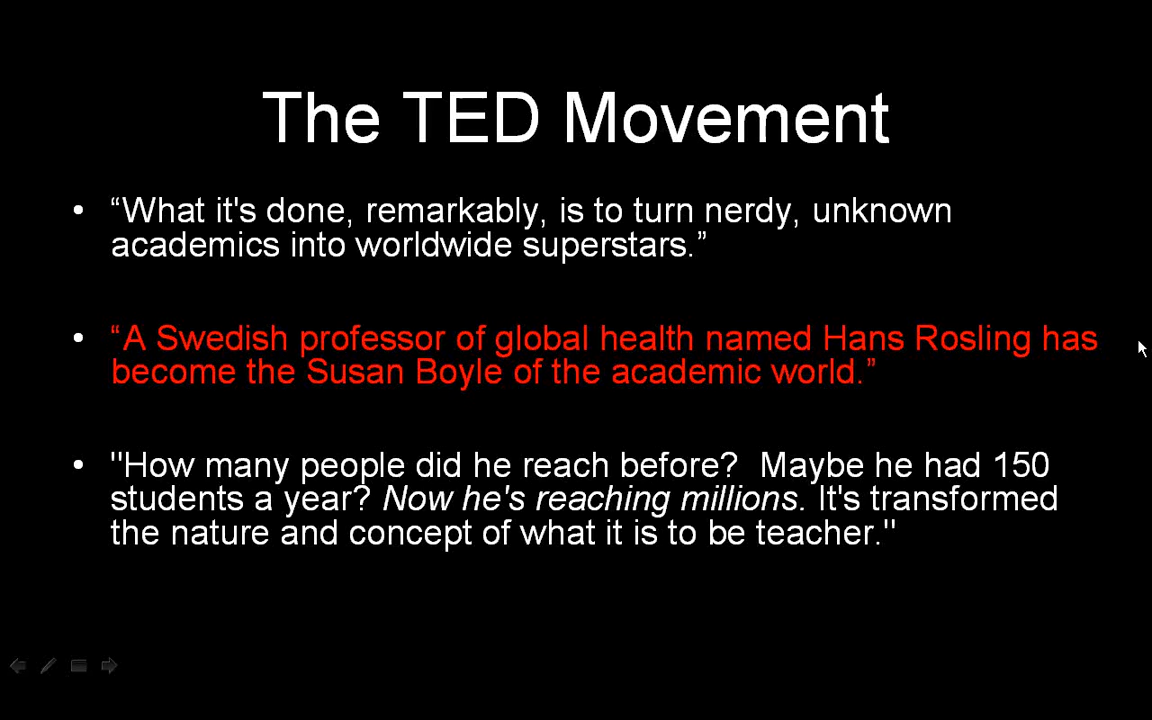 The TED Movement
• “What it's done, remarkably, is to turn nerdy, unknown
academics into worldwide superstars.”
• “A Swedish professor of global health named Hans Rosling has
become the Susan Boyle of the academic world.”
• "How many people did he reach before?  Maybe he had 150
students a year? Now he's reaching millions. It's transformed
the nature and concept of what it is to be teacher."